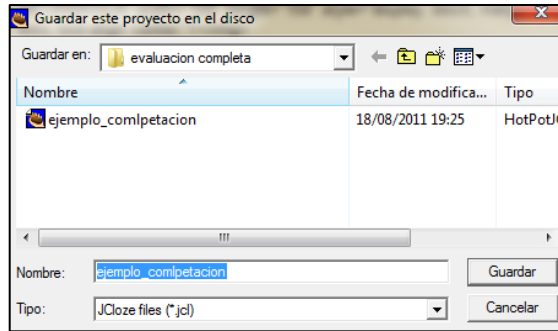 Guardar este proyecto en el disco
Guardar en: evaluacion completa
Nombre Fecha de modifica... Tipo
ejemplo_comlpetacion 18/08/2011 19:25 HotPotJ
Nombre: ejemplo_comlpetacion Guardar
Tipo: JCloze files (*.jcl) Cancelar